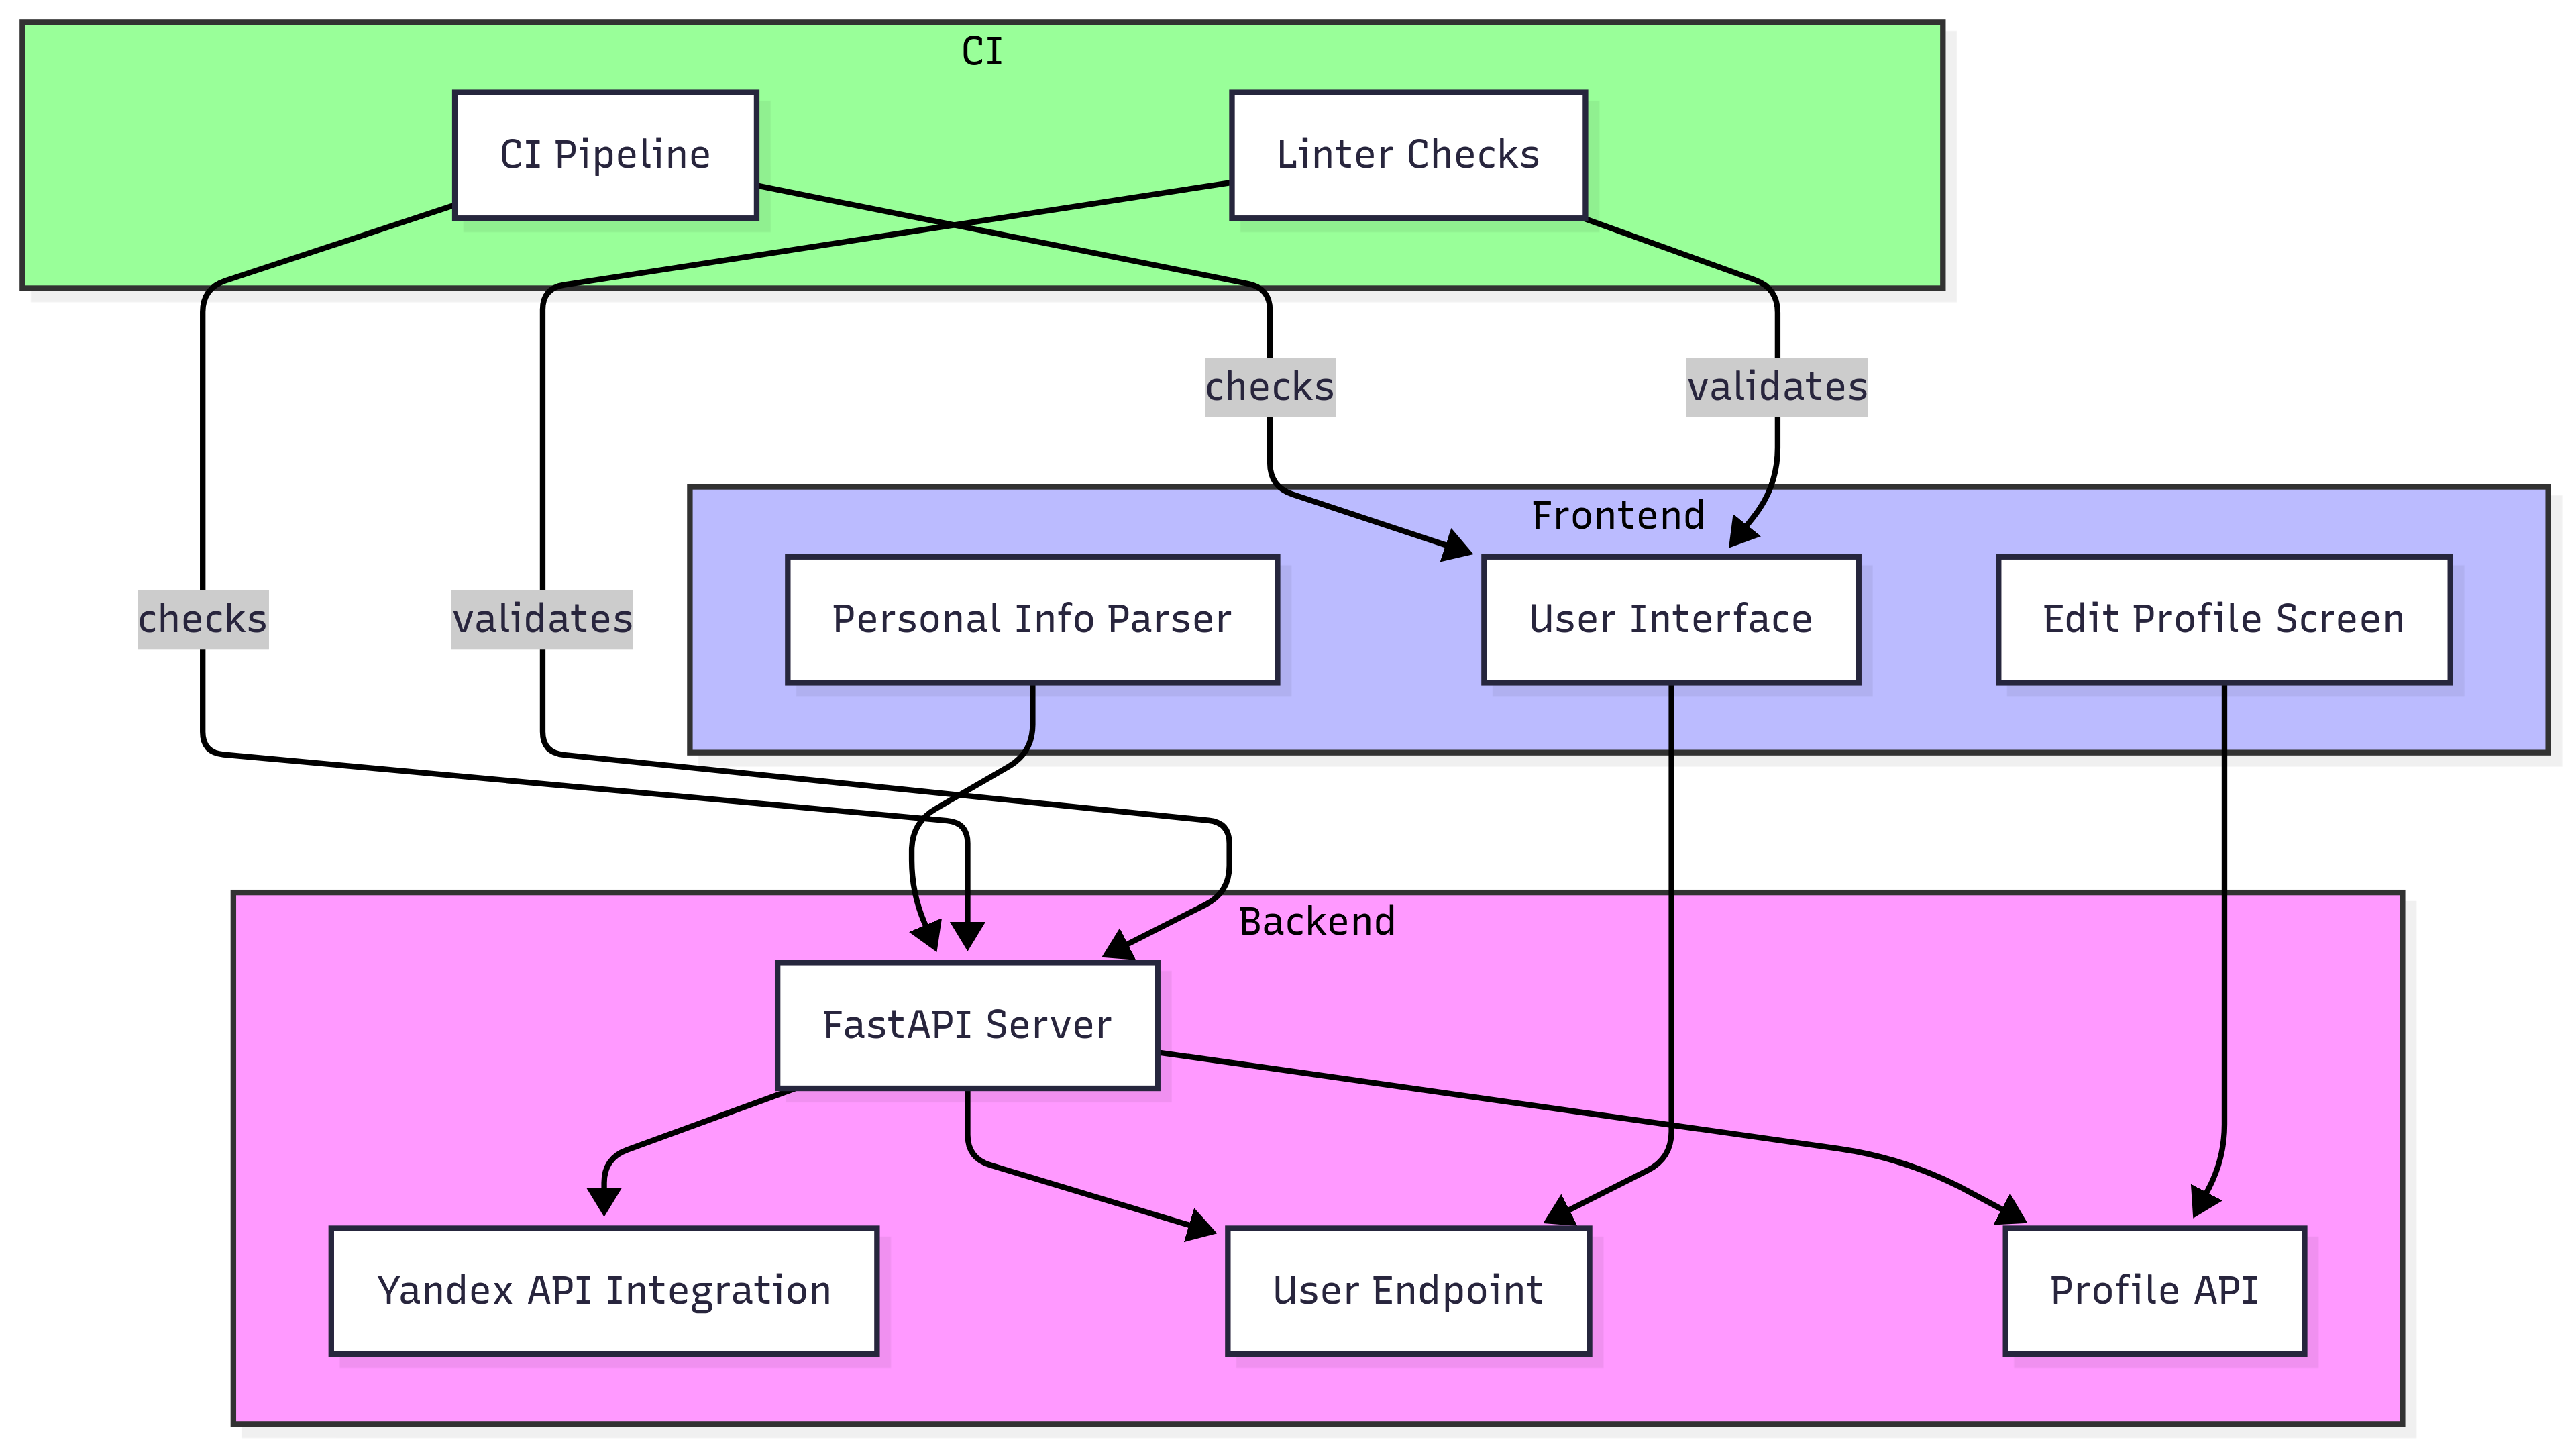 CI
CI Pipeline
Linter Checks
checks
validates
Frontend
checks
validates
Personal Info Parser
User Interface
Edit Profile Screen
Backend
FastAPI Server
Yandex API Integration
User Endpoint
Profile API